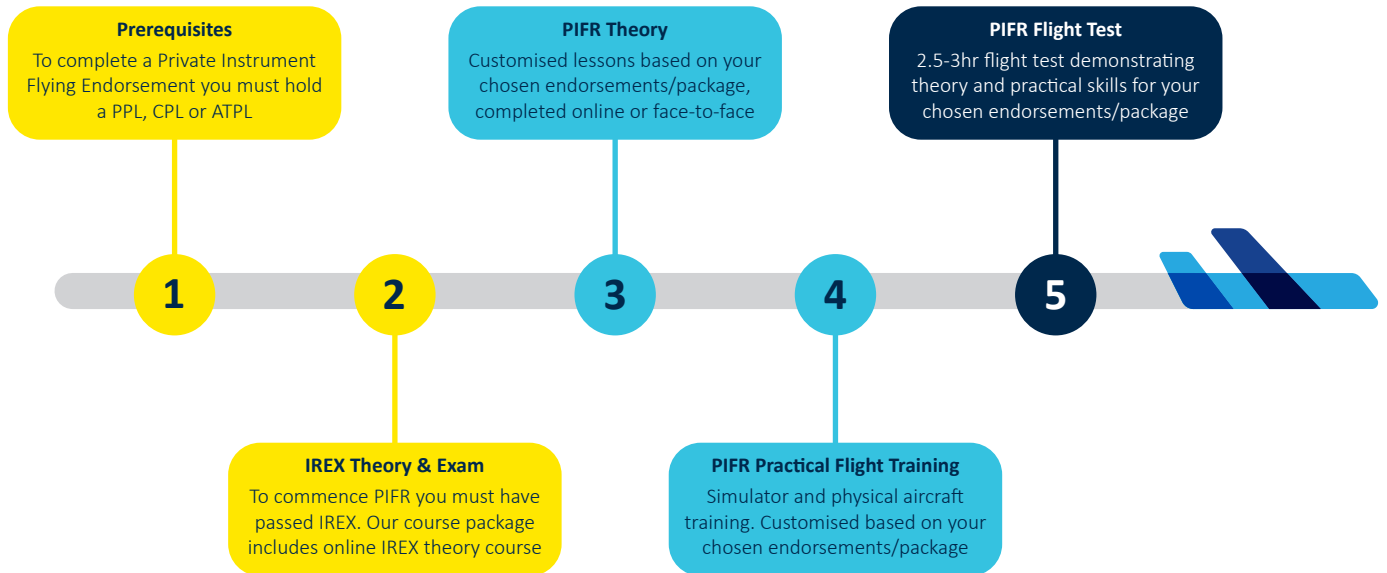 Prerequisites
To complete a Private Instrument
Flying Endorsement you must hold
a PPL, CPL or ATPL
PIFR Theory
Customised lessons based on your
chosen endorsements/package,
completed online or face-to-face
PIFR Flight Test
2.5-3hr flight test demonstrating
theory and practical skills for your
chosen endorsements/package
1
2
3
4
5
IREX Theory & Exam
To commence PIFR you must have
passed IREX. Our course package
includes online IREX theory course
PIFR Practical Flight Training
Simulator and physical aircraft
training. Customised based on your
chosen endorsements/package